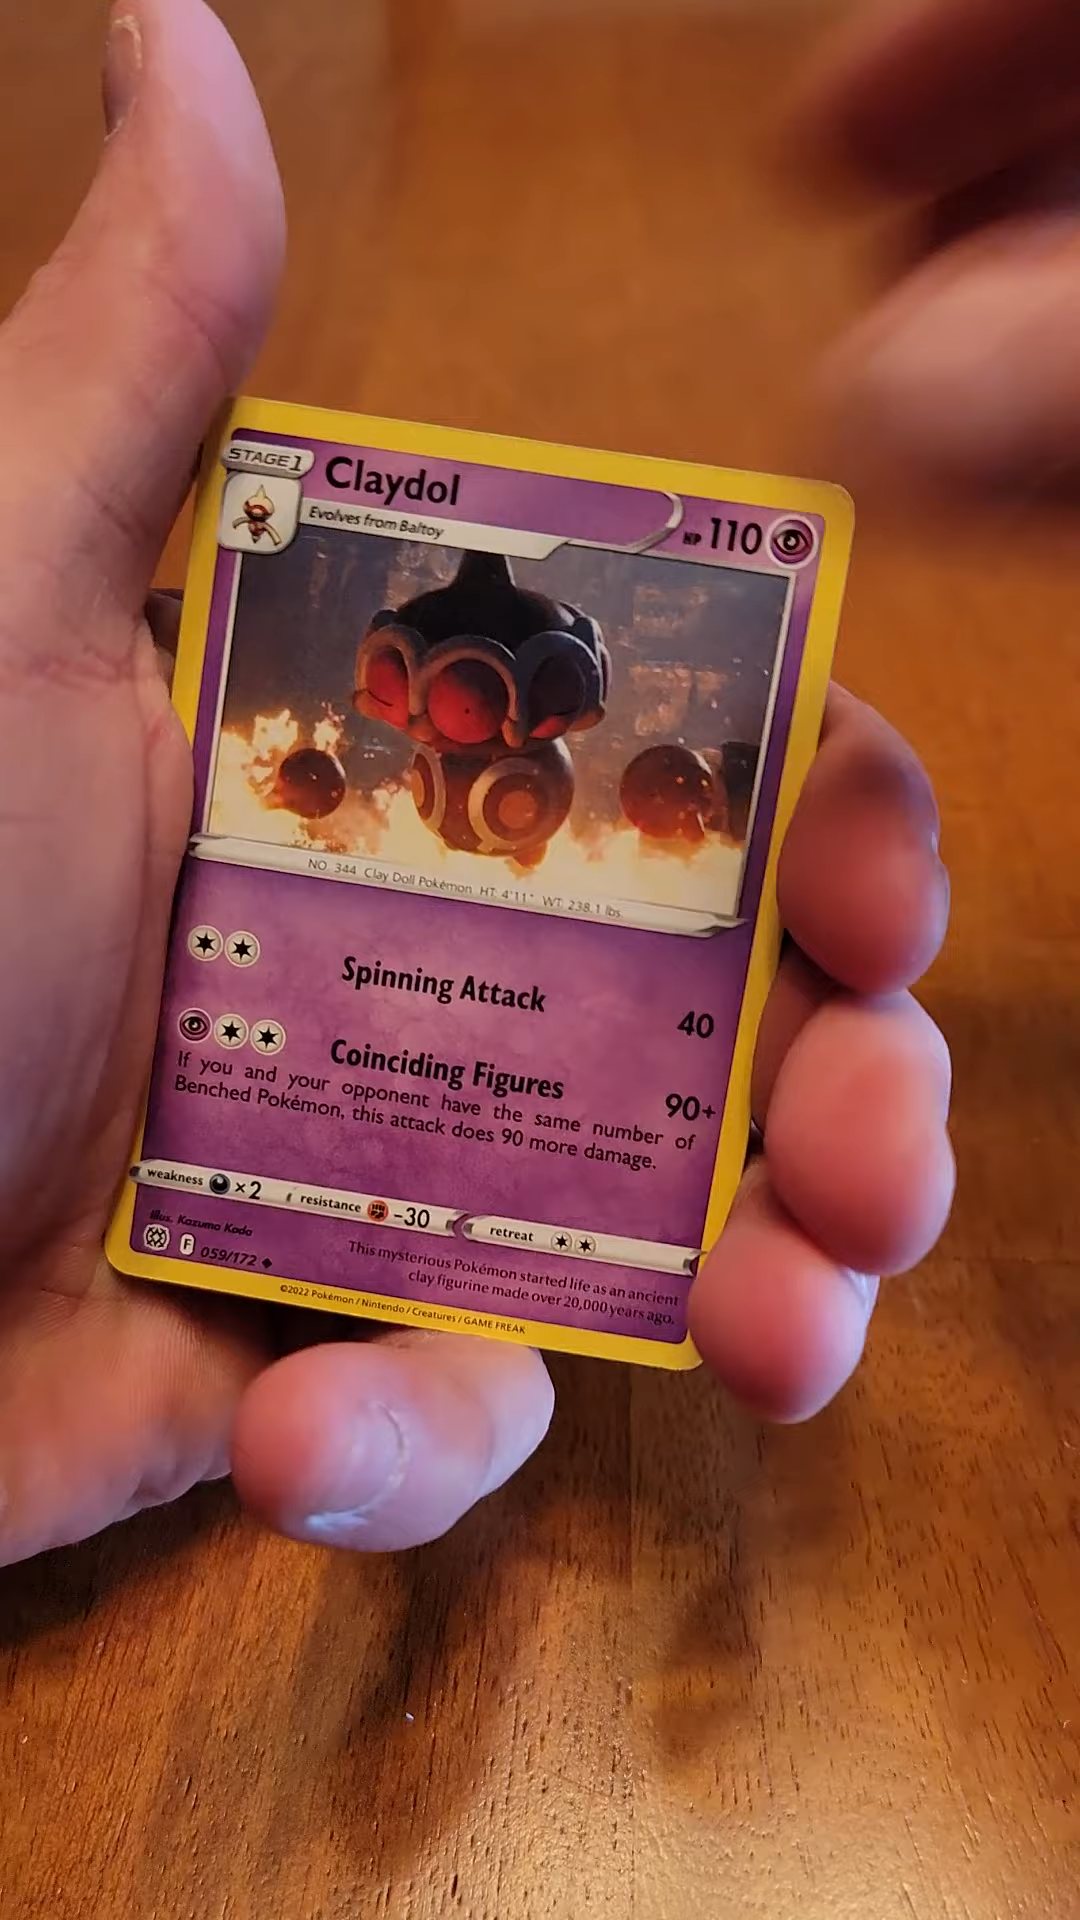 STAGE1
Claydol
HP 110
Evolves from Baltoy
NO. 344 Clay Doll Pokémon HT: 4'11" WT: 238.1 lbs.
Spinning Attack
40
Coinciding Figures
90+
If you and your opponent have the same number of
Benched Pokémon, this attack does 90 more damage.
weakness ×2 resistance -30 retreat
Illus. Kazuma Koda
F 059/172
This mysterious Pokémon started life as an ancient
clay figurine made over 20,000 years ago.
©2022 Pokémon / Nintendo / Creatures / GAME FREAK